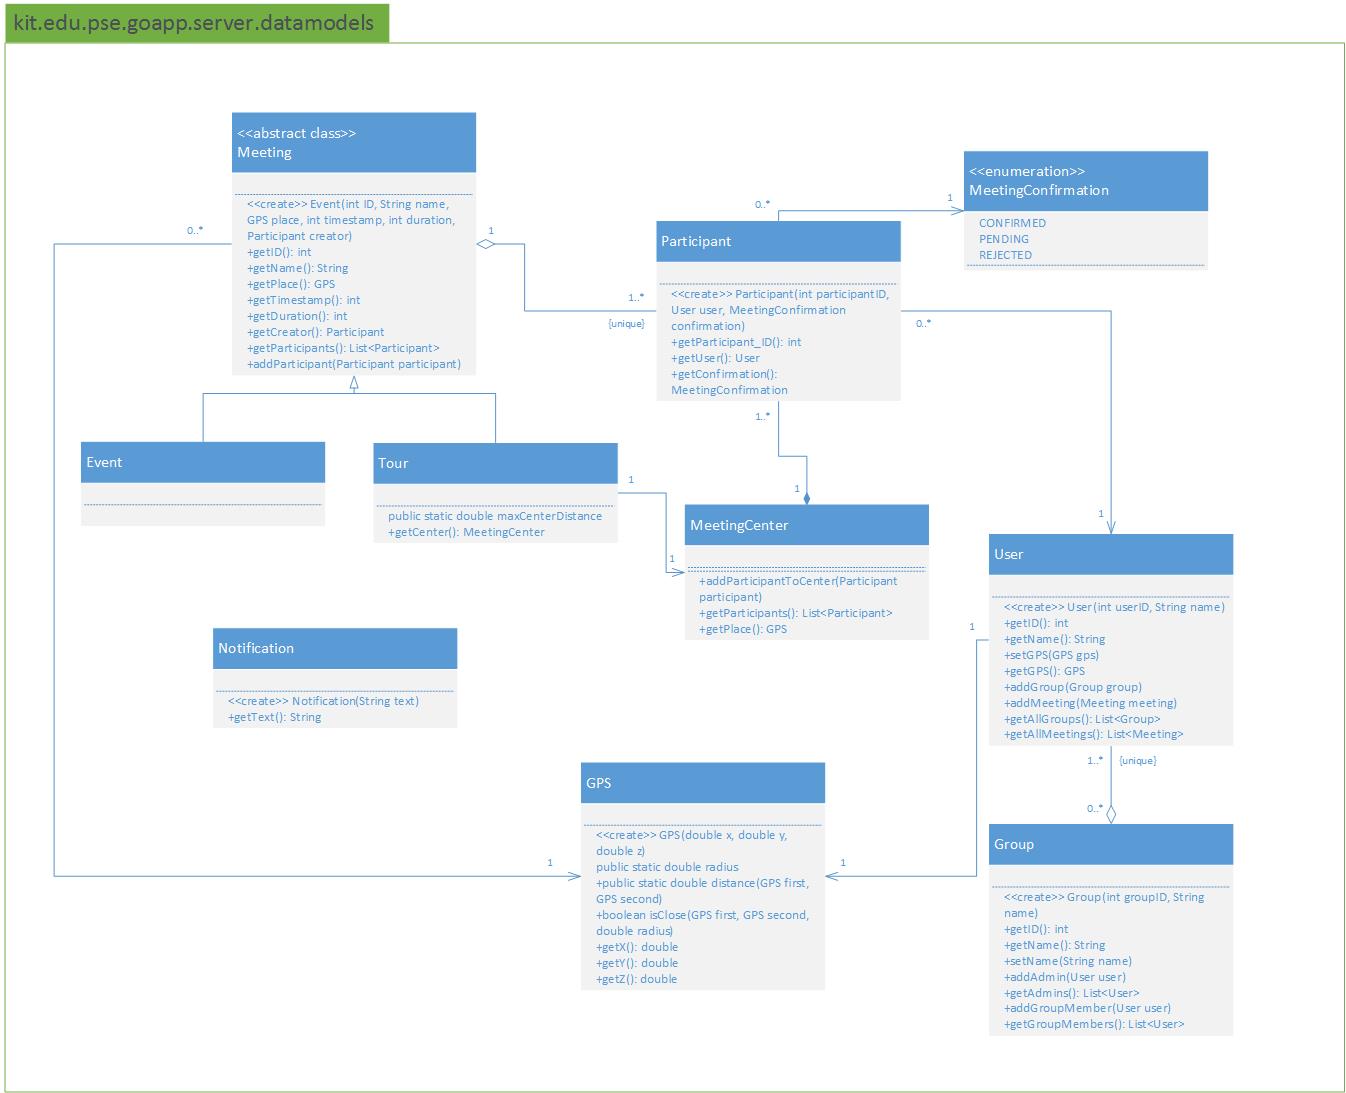 kit.edu.pse.goapp.server.datamodels
<<abstract class>>
Meeting
<<create>> Event(int ID, String name,
GPS place, int timestamp, int duration,
Participant creator)
+getID(): int
+getName(): String
+getPlace(): GPS
+getTimestamp(): int
+getDuration(): int
+getCreator(): Participant
+getParticipants(): List<Participant>
+addParticipant(Participant participant)
0..*
1
1..*
{unique}
Participant
<<create>> Participant(int participantID,
User user, MeetingConfirmation
confirmation)
+getParticipant_ID(): int
+getUser(): User
+getConfirmation():
MeetingConfirmation
0..*
1
<<enumeration>>
MeetingConfirmation
CONFIRMED
PENDING
REJECTED
0..*
1
1..*
1
Event
Tour
public static double maxCenterDistance
+getCenter(): MeetingCenter
1
1
MeetingCenter
+addParticipantToCenter(Participant
participant)
+getParticipants(): List<Participant>
+getPlace(): GPS
User
<<create>> User(int userID, String name)
+getID(): int
+getName(): String
+setGPS(GPS gps)
+getGPS(): GPS
+addGroup(Group group)
+addMeeting(Meeting meeting)
+getAllGroups(): List<Group>
+getAllMeetings(): List<Meeting>
1
1..*
{unique}
0..*
Notification
<<create>> Notification(String text)
+getText(): String
1
GPS
<<create>> GPS(double x, double y,
double z)
public static double radius
+public static double distance(GPS first,
GPS second)
+boolean isClose(GPS first, GPS second,
double radius)
+getX(): double
+getY(): double
+getZ(): double
1
Group
<<create>> Group(int groupID, String
name)
+getID(): int
+getName(): String
+setName(String name)
+addAdmin(User user)
+getAdmins(): List<User>
+addGroupMember(User user)
+getGroupMembers(): List<User>